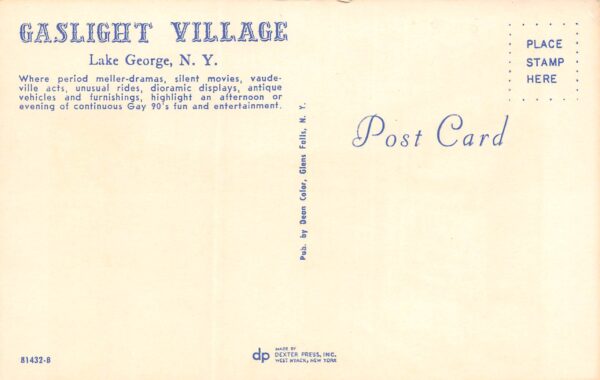 GASLIGHT VILLAGE
Lake George, N. Y.
Where period meller-dramas, silent movies, vaude-
ville acts, unusual rides, dioramic displays, antique
vehicles and furnishings, highlight an afternoon or
evening of continuous Gay 90's fun and entertainment.
Pub. by Dean Color, Glens Falls, N. Y.
PLACE
STAMP
HERE
Post Card
81432-B
dp
MADE BY
DEXTER PRESS, INC.
WEST NYACK, NEW YORK